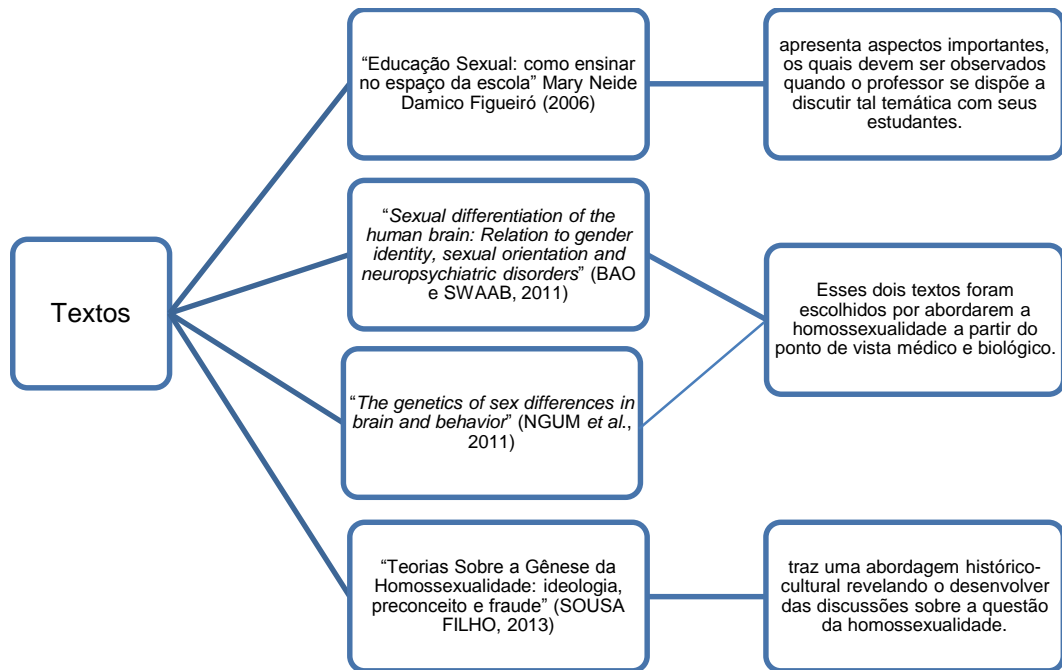 Textos
“Educação Sexual: como ensinar
no espaço da escola” Mary Neide
Damico Figueiró (2006)
apresenta aspectos importantes,
os quais devem ser observados
quando o professor se dispõe a
discutir tal temática com seus
estudantes.
“Sexual differentiation of the
human brain: Relation to gender
identity, sexual orientation and
neuropsychiatric disorders” (BAO
e SWAAB, 2011)
“The genetics of sex differences in
brain and behavior” (NGUM et al.,
2011)
Esses dois textos foram
escolhidos por abordarem a
homossexualidade a partir do
ponto de vista médico e biológico.
“Teorias Sobre a Gênese da
Homossexualidade: ideologia,
preconceito e fraude” (SOUSA
FILHO, 2013)
traz uma abordagem histórico-
cultural revelando o desenvolver
das discussões sobre a questão
da homossexualidade.